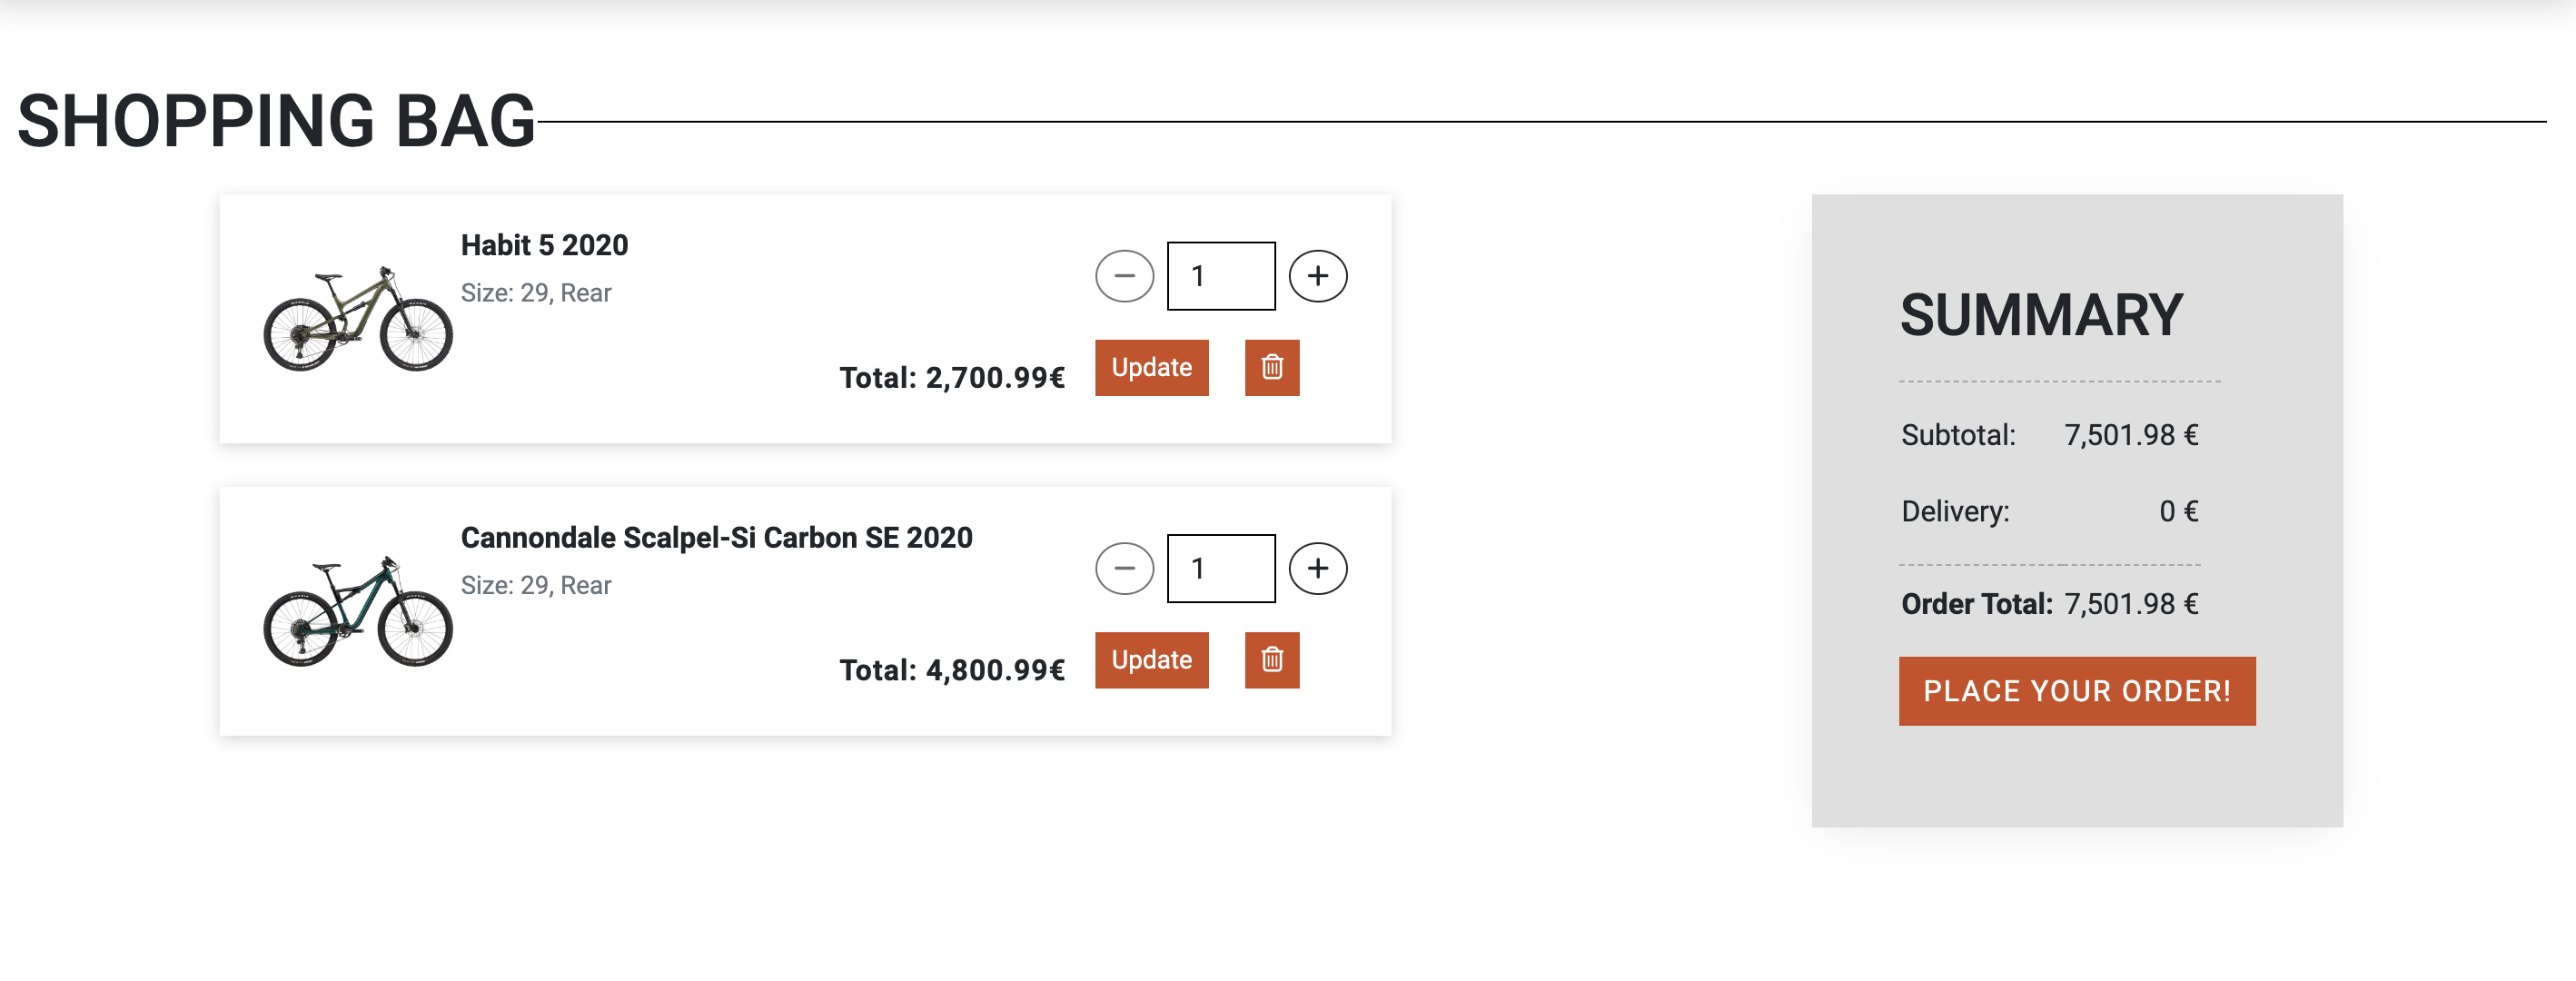 SHOPPING BAG
Habit 5 2020
Size: 29, Rear
1
Total: 2,700.99€
Update
Cannondale Scalpel-Si Carbon SE 2020
Size: 29, Rear
1
Total: 4,800.99€
Update
SUMMARY
Subtotal: 7,501.98 €
Delivery: 0 €
Order Total: 7,501.98 €
PLACE YOUR ORDER!